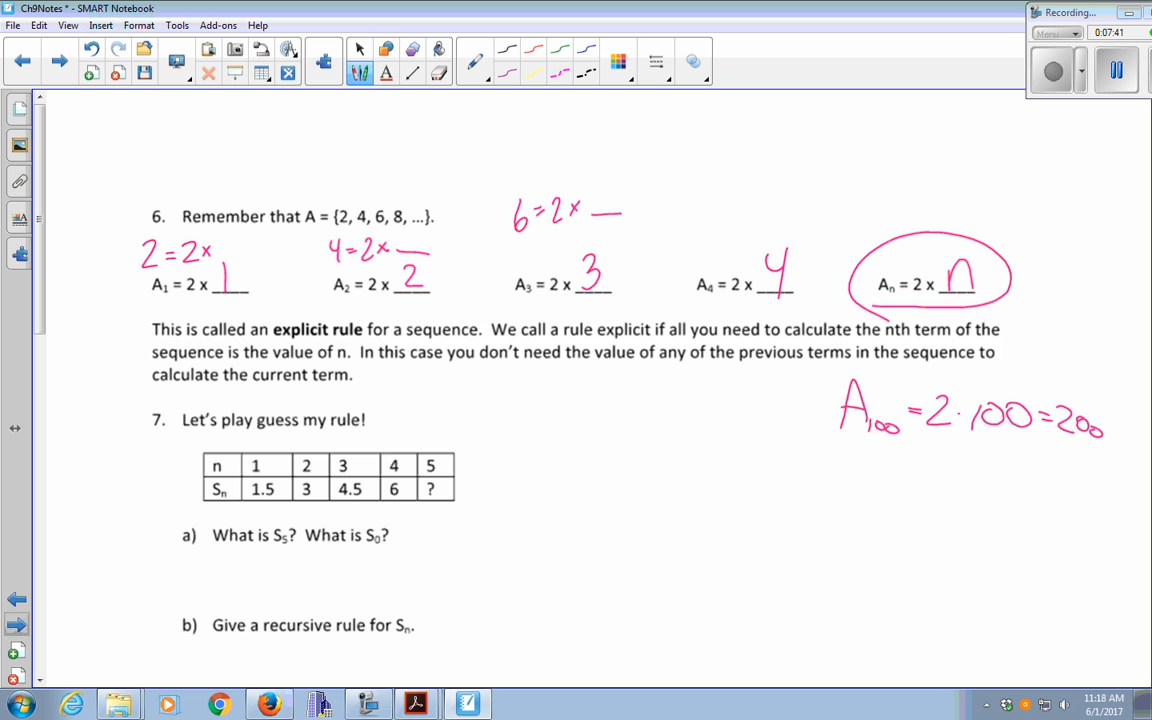 Ch9Notes * - SMART Notebook
File Edit View Insert Format Tools Add-ons Help
Recording...
Menu
0:07:41
6. Remember that A = {2, 4, 6, 8, ...}.
6 = 2 x __
2 = 2 x
4 = 2 x __
A1 = 2 x 1
A2 = 2 x 2
A3 = 2 x 3
A4 = 2 x 4
An = 2 x n
This is called an explicit rule for a sequence. We call a rule explicit if all you need to calculate the nth term of the
sequence is the value of n. In this case you don't need the value of any of the previous terms in the sequence to
calculate the current term.
A100 = 2 · 100 = 200
7. Let's play guess my rule!
n 1 2 3 4 5
Sn 1.5 3 4.5 6 ?
a) What is S5? What is S0?
b) Give a recursive rule for Sn.
11:18 AM
6/1/2017